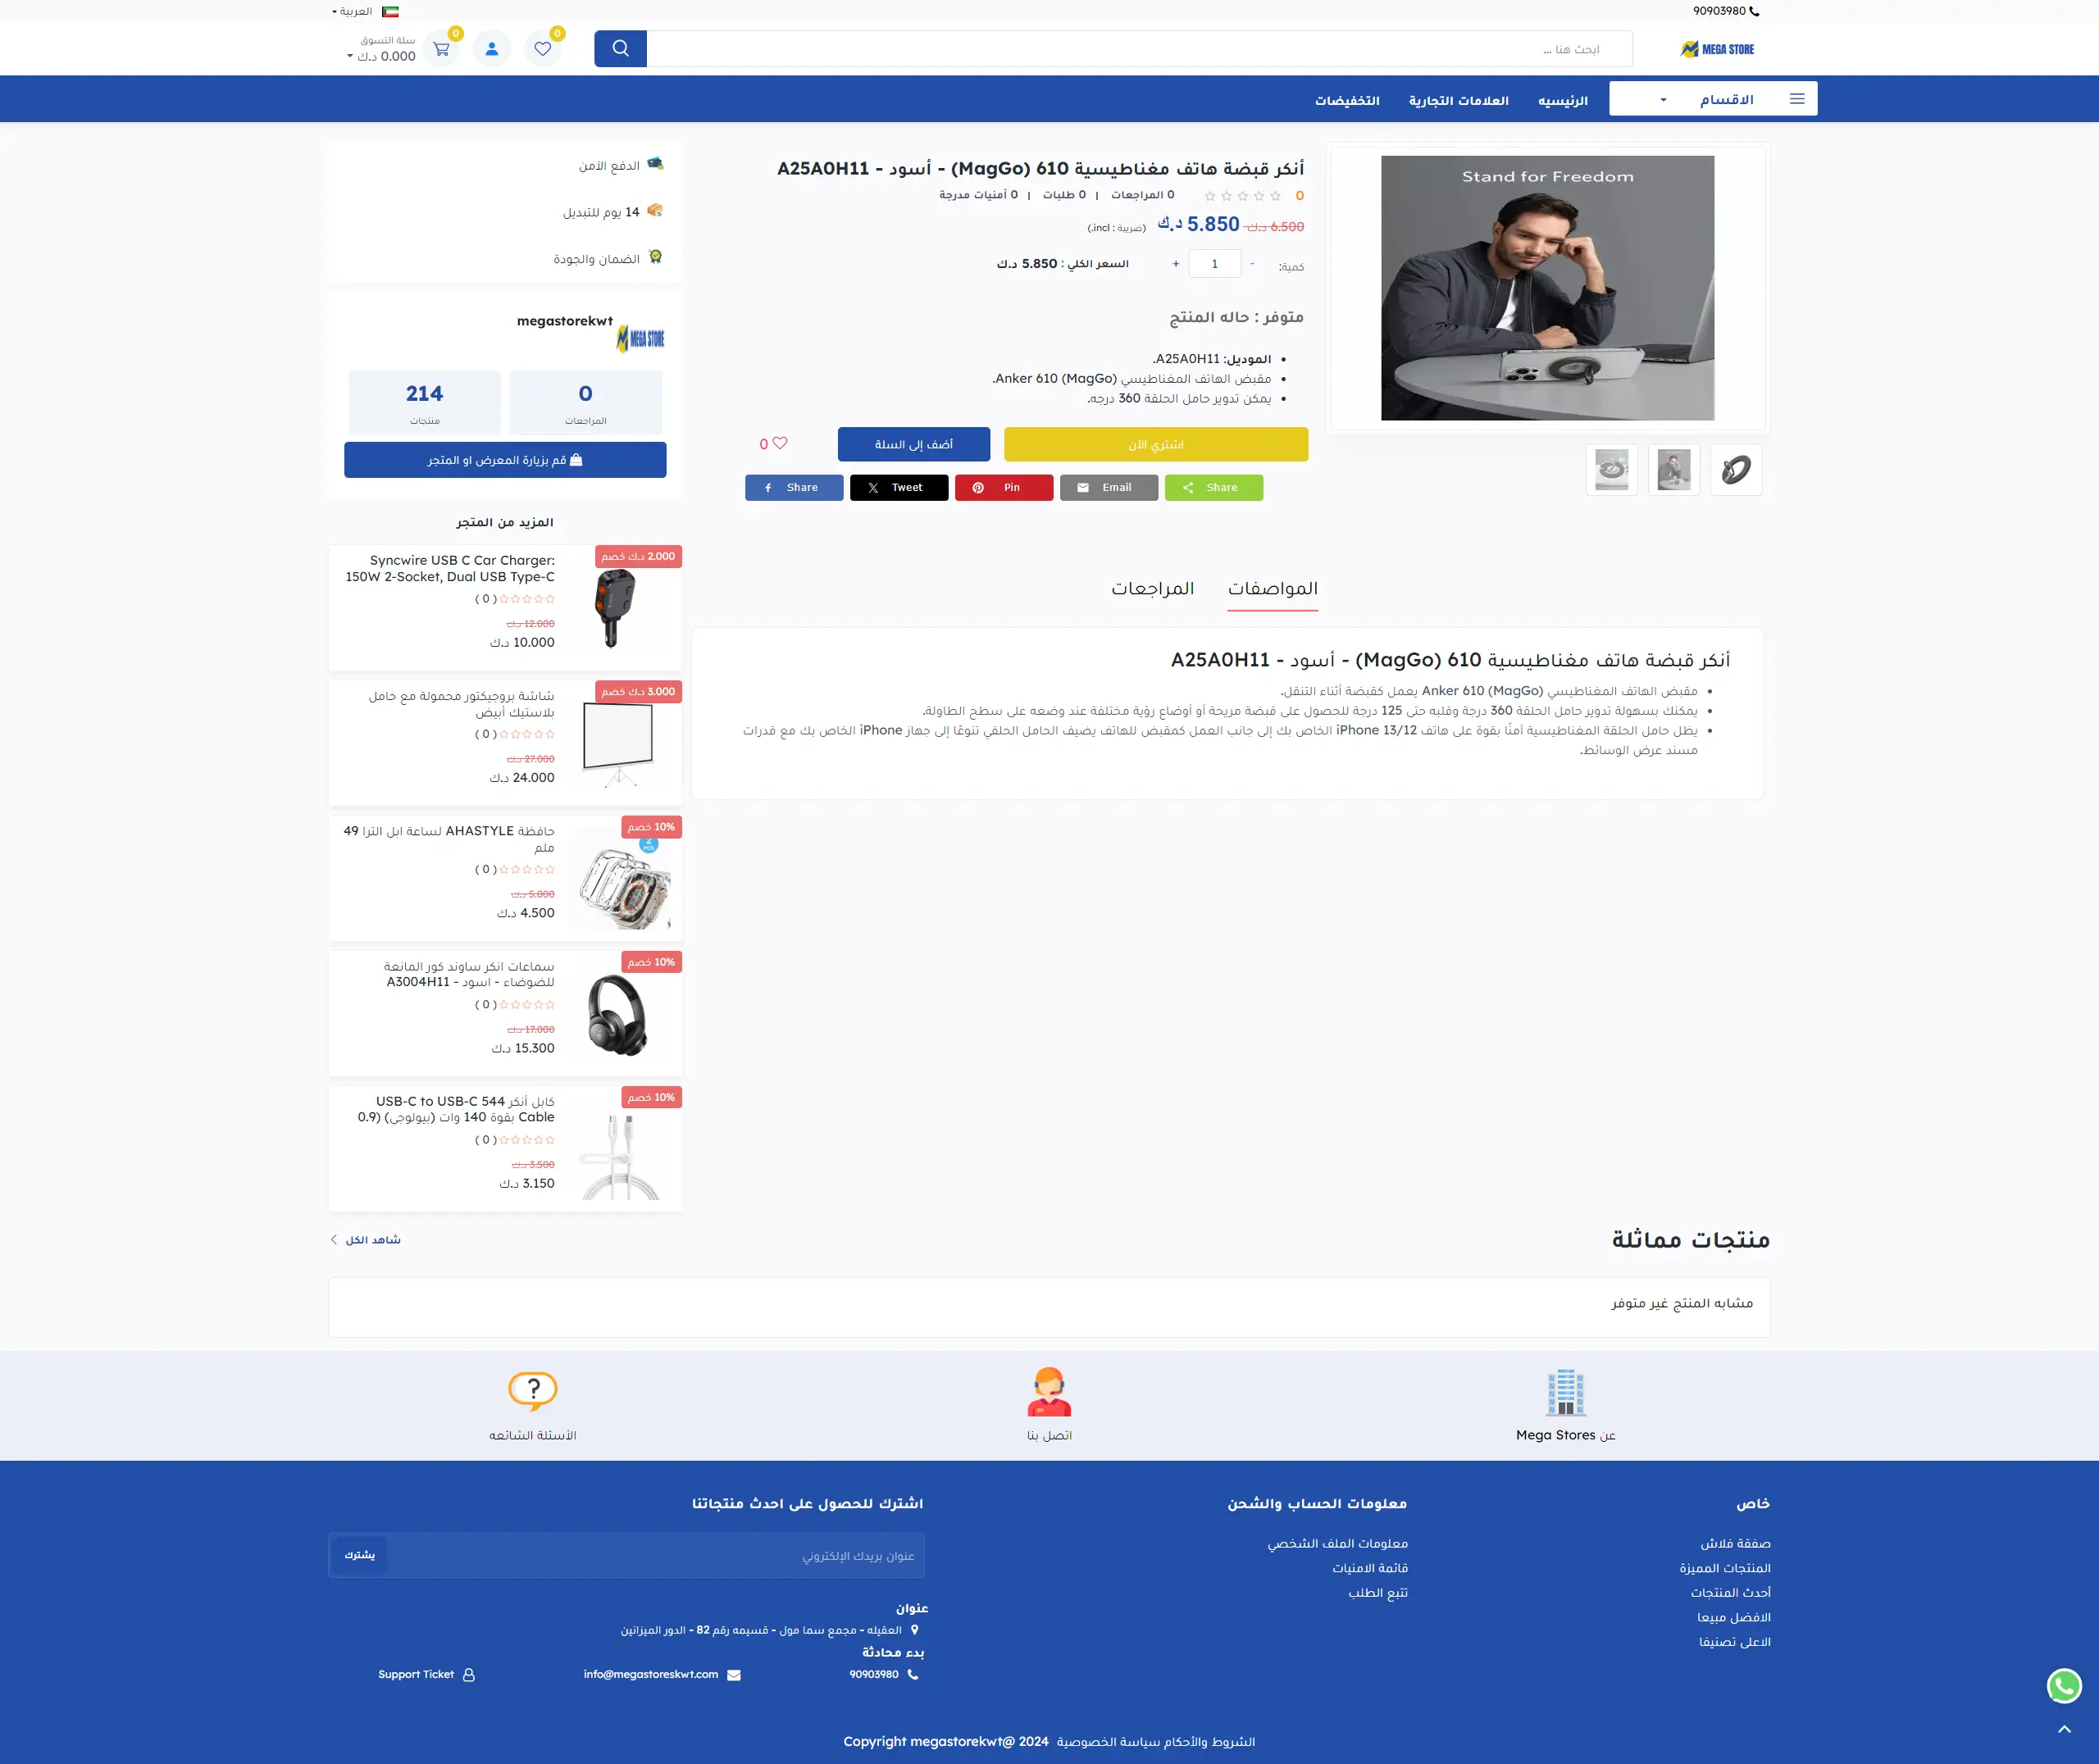 90903980
العربية
MEGA STORE
ابحث هنا ...
0
0
سلة التسوق
0.000 د.ك
الاقسام
الرئيسيه
العلامات التجارية
التخفيضات
Stand for Freedom
أنكر قبضة هاتف مغناطيسية 610 (MagGo) - أسود - A25A0H11
0
0 المراجعات | 0 طلبات | 0 أمنيات مدرجة
6.500 د.ك 5.850 د.ك (ضريبة : incl.)
كمية: - 1 + السعر الكلي : 5.850 د.ك
متوفر : حاله المنتج
الموديل: A25A0H11.
مقبض الهاتف المغناطيسي Anker 610 (MagGo).
يمكن تدوير حامل الحلقة 360 درجه.
اشتري الآن
أضف إلى السلة
0
Share
Tweet
Pin
Email
Share
الدفع الآمن
14 يوم للتبديل
الضمان والجودة
megastorekwt
MEGA STORE
0
المراجعات
214
منتجات
قم بزيارة المعرض او المتجر
المزيد من المتجر
2.000 د.ك خصم
Syncwire USB C Car Charger:
150W 2-Socket, Dual USB Type-C
( 0 )
12.000 د.ك
10.000 د.ك
3.000 د.ك خصم
شاشة بروجيكتور محمولة مع حامل
بلاستيك أبيض
( 0 )
27.000 د.ك
24.000 د.ك
10% خصم
2
PCS
حافظة AHASTYLE لساعة ابل الترا 49
ملم
( 0 )
5.000 د.ك
4.500 د.ك
10% خصم
سماعات انكر ساوند كور المانعة
للضوضاء - اسود - A3004H11
( 0 )
17.000 د.ك
15.300 د.ك
10% خصم
كابل أنكر 544 USB-C to USB-C
Cable بقوة 140 وات (بيولوجي) (0.9
( 0 )
3.500 د.ك
3.150 د.ك
المواصفات
المراجعات
أنكر قبضة هاتف مغناطيسية 610 (MagGo) - أسود - A25A0H11
مقبض الهاتف المغناطيسي Anker 610 (MagGo) يعمل كقبضة أثناء التنقل.
يمكنك بسهولة تدوير حامل الحلقة 360 درجة وقلبه حتى 125 درجة للحصول على قبضة مريحة أو أوضاع رؤية مختلفة عند وضعه على سطح الطاولة.
يظل حامل الحلقة المغناطيسية آمنًا بقوة على هاتف iPhone 13/12 الخاص بك إلى جانب العمل كمقبض للهاتف يضيف الحامل الحلقي تنوعًا إلى جهاز iPhone الخاص بك مع قدرات
مسند عرض الوسائط.
منتجات مماثلة
شاهد الكل
مشابه المنتج غير متوفر
عن Mega Stores
اتصل بنا
الأسئلة الشائعه
خاص
صفقة فلاش
المنتجات المميزة
أحدث المنتجات
الافضل مبيعا
الاعلى تصنيفا
معلومات الحساب والشحن
معلومات الملف الشخصي
قائمة الامنيات
تتبع الطلب
اشترك للحصول على احدث منتجاتنا
عنوان بريدك الإلكتروني
يشترك
عنوان
العقيله - مجمع سما مول - قسيمه رقم 82 - الدور الميزانين
بدء محادثة
90903980
info@megastoreskwt.com
Support Ticket
الشروط والأحكام سياسة الخصوصية Copyright megastorekwt@ 2024